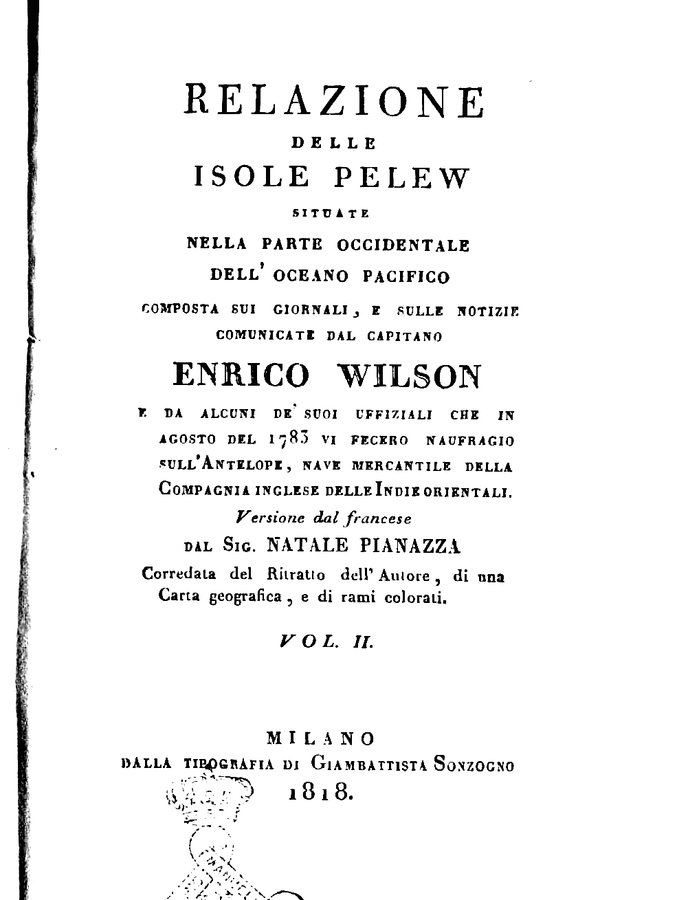 RELAZIONE
DELLE
ISOLE PELEW
SITUATE
NELLA PARTE OCCIDENTALE
DELL' OCEANO PACIFICO
COMPOSTA SUI GIORNALI, E SULLE NOTIZIE
COMUNICATE DAL CAPITANO
ENRICO WILSON
E DA ALCUNI DE' SUOI UFFIZIALI CHE IN
AGOSTO DEL 1783 VI FECERO NAUFRAGIO
SULL'ANTELOPE, NAVE MERCANTILE DELLA
COMPAGNIA INGLESE DELLE INDIE ORIENTALI.
Versione dal francese
DAL SIG. NATALE PIANAZZA
Corredata del Ritratto dell' Autore, di una
Carta geografica, e di rami colorati.
VOL. II.
MILANO
DALLA TIPOGRAFIA DI GIAMBATTISTA SONZOGNO
1818.